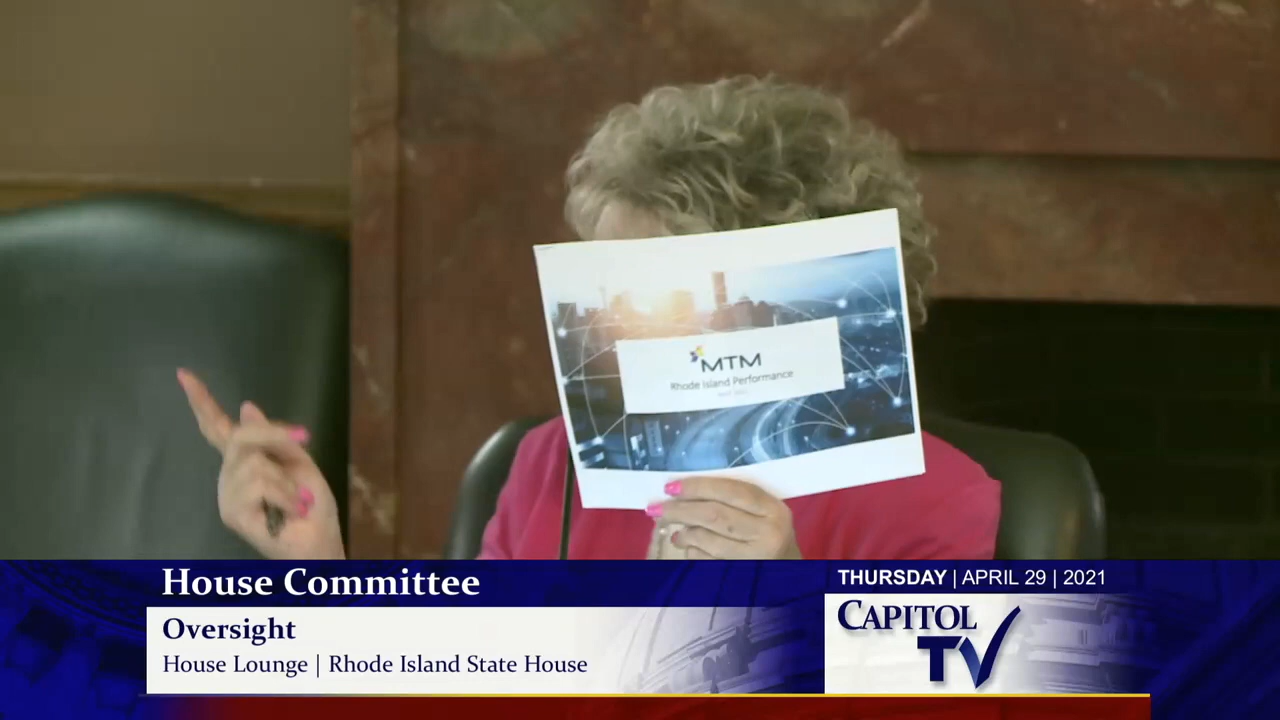 MTM
Rhode Island Performance
House Committee
THURSDAY | APRIL 29 | 2021
Oversight
House Lounge | Rhode Island State House
CAPITOL
TV